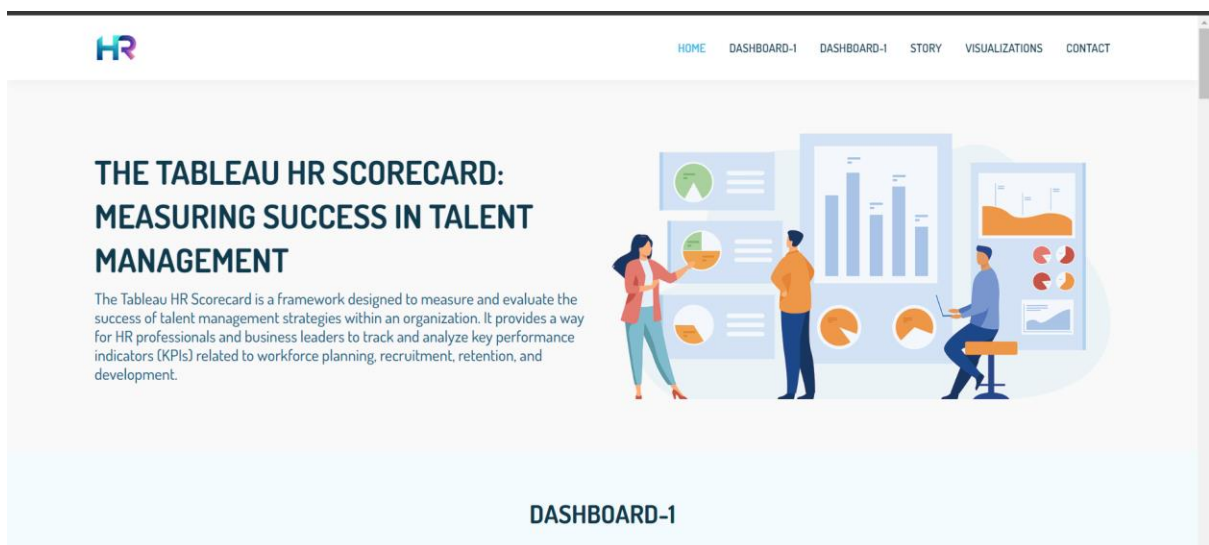 HR
HOME DASHBOARD-1 DASHBOARD-1 STORY VISUALIZATIONS CONTACT
THE TABLEAU HR SCORECARD:
MEASURING SUCCESS IN TALENT
MANAGEMENT
The Tableau HR Scorecard is a framework designed to measure and evaluate the
success of talent management strategies within an organization. It provides a way
for HR professionals and business leaders to track and analyze key performance
indicators (KPIs) related to workforce planning, recruitment, retention, and
development.
DASHBOARD-1